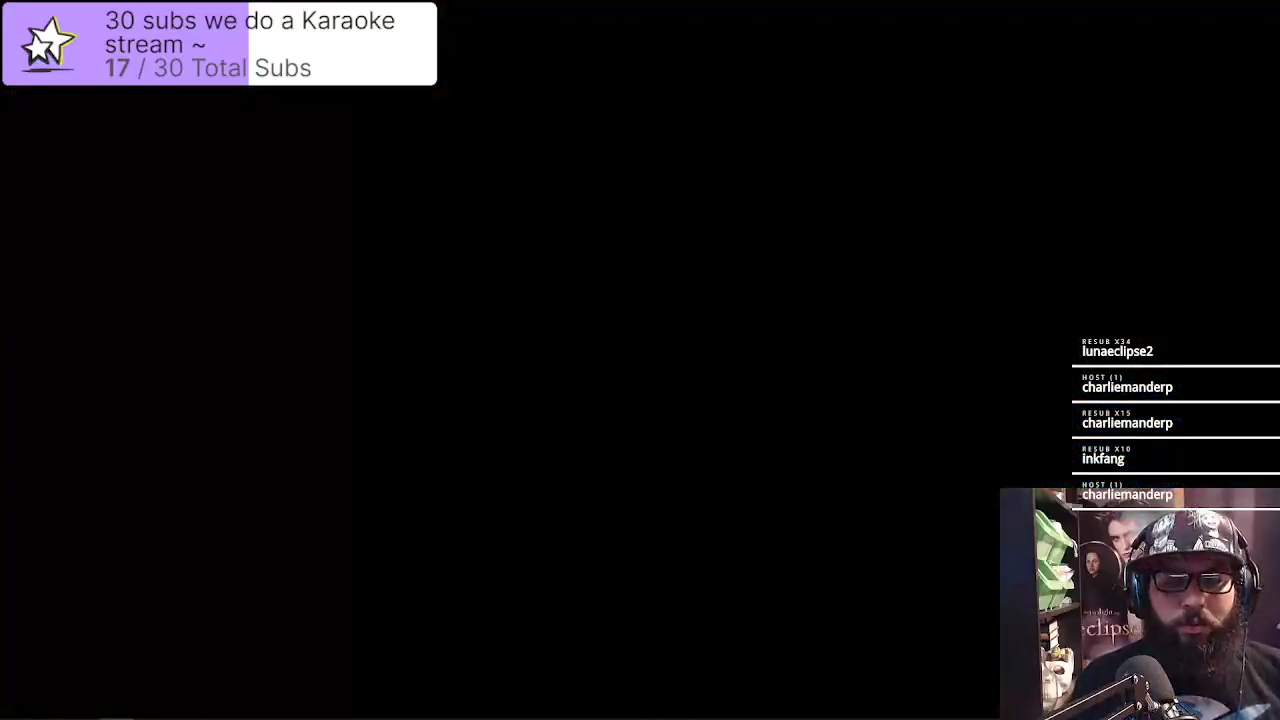 30 subs we do a Karaoke
stream ~
17 / 30 Total Subs
RESUB X34
lunaeclipse2
HOST (1)
charliemanderp
RESUB X15
charliemanderp
RESUB X10
inkfang
HOST (1)
charliemanderp
twilight
eclipse